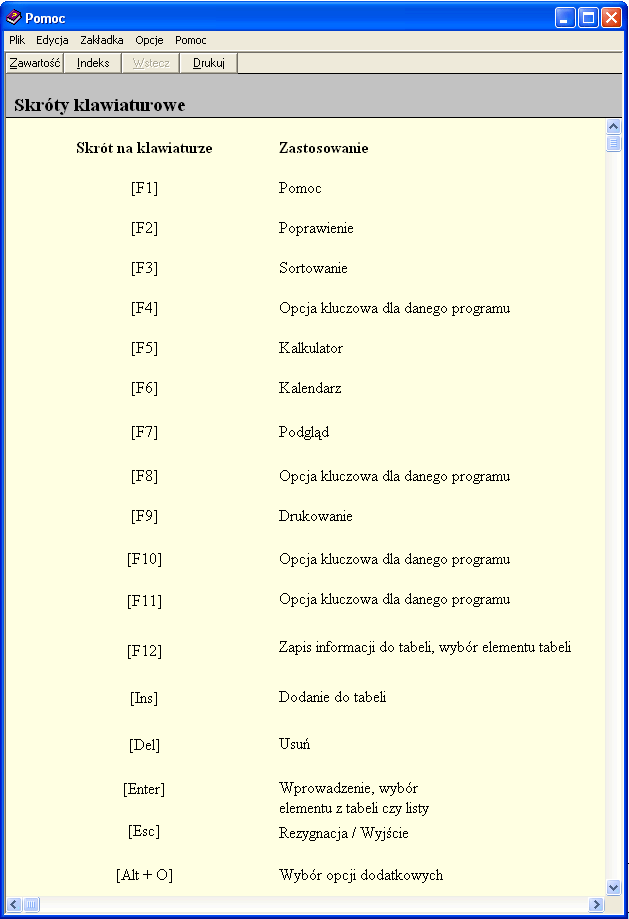 Pomoc
Plik Edycja Zakładka Opcje Pomoc
Zawartość Indeks Wstecz Drukuj
Skróty klawiaturowe
Skrót na klawiaturze Zastosowanie
[F1] Pomoc
[F2] Poprawienie
[F3] Sortowanie
[F4] Opcja kluczowa dla danego programu
[F5] Kalkulator
[F6] Kalendarz
[F7] Podgląd
[F8] Opcja kluczowa dla danego programu
[F9] Drukowanie
[F10] Opcja kluczowa dla danego programu
[F11] Opcja kluczowa dla danego programu
[F12] Zapis informacji do tabeli, wybór elementu tabeli
[Ins] Dodanie do tabeli
[Del] Usuń
[Enter] Wprowadzenie, wybór
elementu z tabeli czy listy
[Esc] Rezygnacja / Wyjście
[Alt + O] Wybór opcji dodatkowych